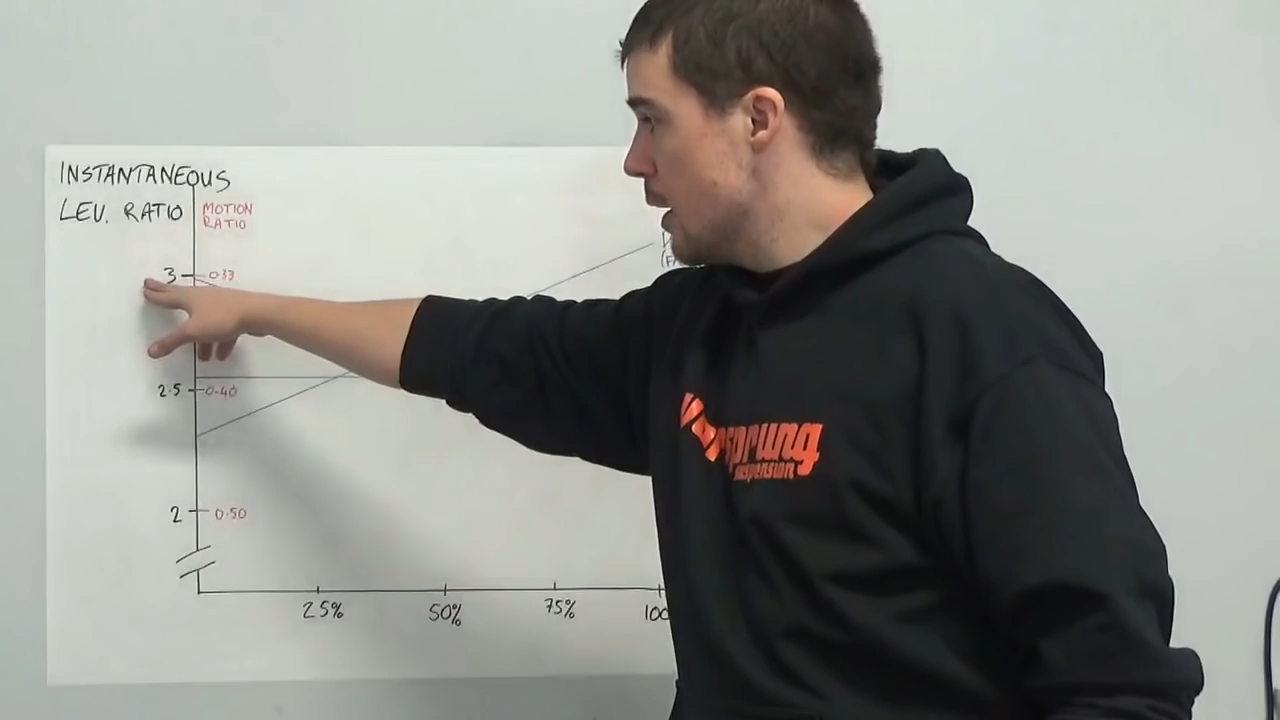 INSTANTANEOUS
LEV. RATIO
MOTION
RATIO
3
0.33
2.5
0.40
2
0.50
25%
50%
75%
100
suspension